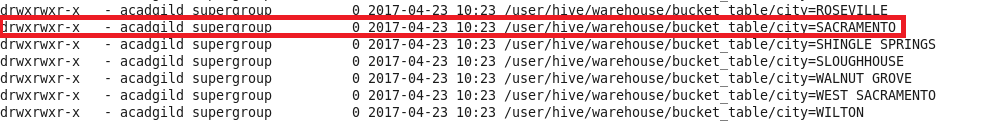 drwxrwxr-x - acadgild supergroup 0 2017-04-23 10:23 /user/hive/warehouse/bucket_table/city=ROSEVILLE
drwxrwxr-x - acadgild supergroup 0 2017-04-23 10:23 /user/hive/warehouse/bucket_table/city=SACRAMENTO
drwxrwxr-x - acadgild supergroup 0 2017-04-23 10:23 /user/hive/warehouse/bucket_table/city=SHINGLE SPRINGS
drwxrwxr-x - acadgild supergroup 0 2017-04-23 10:23 /user/hive/warehouse/bucket_table/city=SLOUGHHOUSE
drwxrwxr-x - acadgild supergroup 0 2017-04-23 10:23 /user/hive/warehouse/bucket_table/city=WALNUT GROVE
drwxrwxr-x - acadgild supergroup 0 2017-04-23 10:23 /user/hive/warehouse/bucket_table/city=WEST SACRAMENTO
drwxrwxr-x - acadgild supergroup 0 2017-04-23 10:23 /user/hive/warehouse/bucket_table/city=WILTON